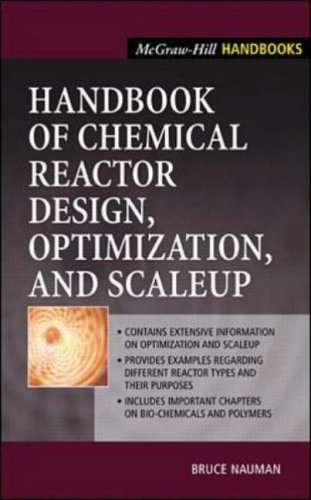 McGraw-Hill HANDBOOKS
HANDBOOK
OF CHEMICAL
REACTOR
DESIGN,
OPTIMIZATION,
AND SCALEUP
• CONTAINS EXTENSIVE INFORMATION
ON OPTIMIZATION AND SCALEUP
• PROVIDES EXAMPLES REGARDING
DIFFERENT REACTOR TYPES AND
THEIR PURPOSES
• INCLUDES IMPORTANT CHAPTERS
ON BIO-CHEMICALS AND POLYMERS
BRUCE NAUMAN